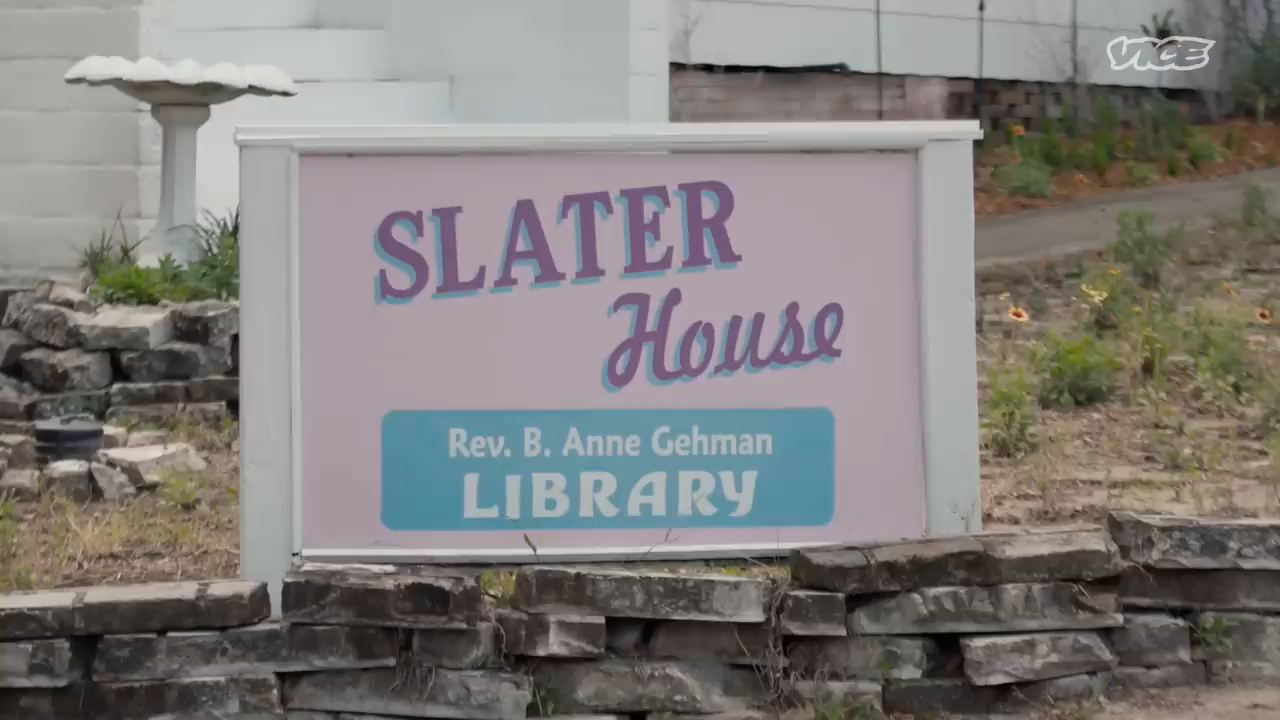 VICE
SLATER
House
Rev. B. Anne Gehman
LIBRARY